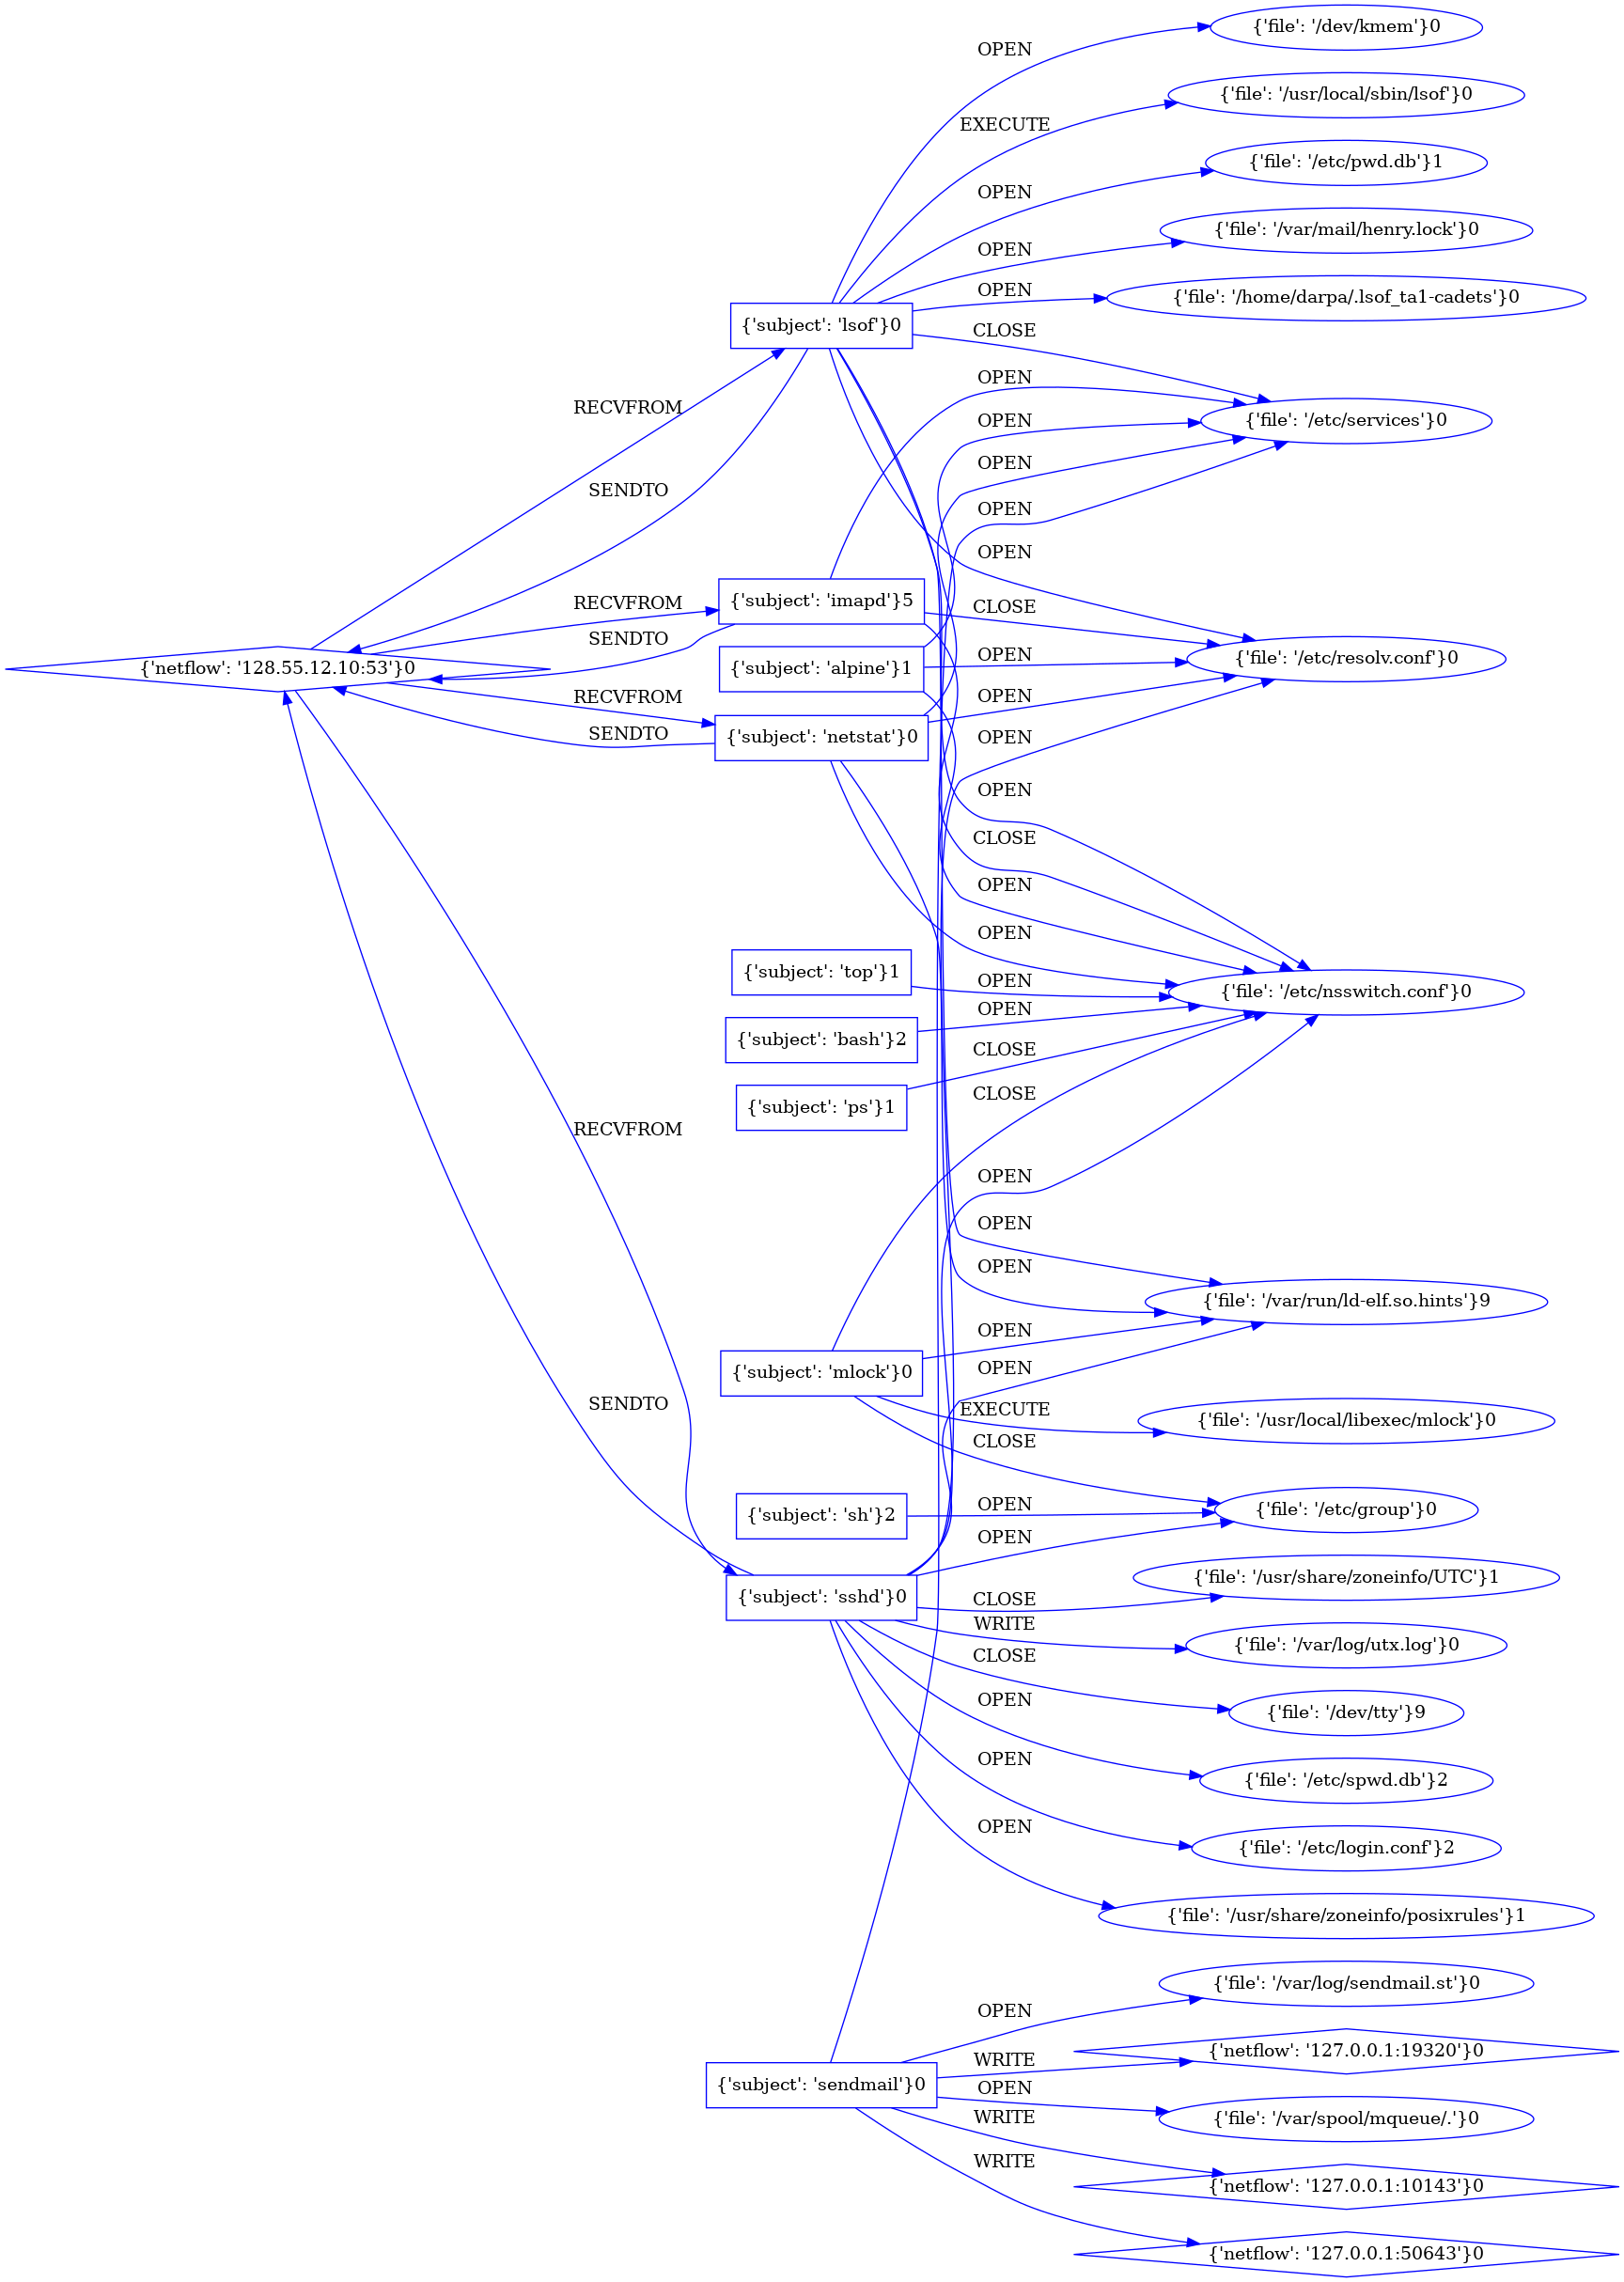 {'file': '/dev/kmem'}0
OPEN
{'file': '/usr/local/sbin/lsof'}0
EXECUTE
{'file': '/etc/pwd.db'}1
OPEN
{'file': '/var/mail/henry.lock'}0
OPEN
OPEN
{'file': '/home/darpa/.lsof_ta1-cadets'}0
{'subject': 'lsof'}0
CLOSE
OPEN
RECVFROM
OPEN
{'file': '/etc/services'}0
OPEN
SENDTO
OPEN
OPEN
RECVFROM
{'subject': 'imapd'}5
CLOSE
SENDTO
OPEN
{'file': '/etc/resolv.conf'}0
{'netflow': '128.55.12.10:53'}0
{'subject': 'alpine'}1
RECVFROM
OPEN
SENDTO
{'subject': 'netstat'}0
OPEN
OPEN
CLOSE
OPEN
OPEN
{'subject': 'top'}1
OPEN
{'file': '/etc/nsswitch.conf'}0
OPEN
{'subject': 'bash'}2
CLOSE
CLOSE
{'subject': 'ps'}1
RECVFROM
OPEN
OPEN
OPEN
{'file': '/var/run/ld-elf.so.hints'}9
OPEN
{'subject': 'mlock'}0
OPEN
SENDTO
EXECUTE
{'file': '/usr/local/libexec/mlock'}0
CLOSE
OPEN
{'file': '/etc/group'}0
{'subject': 'sh'}2
OPEN
{'file': '/usr/share/zoneinfo/UTC'}1
{'subject': 'sshd'}0
CLOSE
WRITE
{'file': '/var/log/utx.log'}0
CLOSE
OPEN
{'file': '/dev/tty'}9
OPEN
{'file': '/etc/spwd.db'}2
OPEN
{'file': '/etc/login.conf'}2
{'file': '/usr/share/zoneinfo/posixrules'}1
{'file': '/var/log/sendmail.st'}0
OPEN
{'netflow': '127.0.0.1:19320'}0
WRITE
{'subject': 'sendmail'}0
OPEN
{'file': '/var/spool/mqueue/.'}0
WRITE
WRITE
{'netflow': '127.0.0.1:10143'}0
{'netflow': '127.0.0.1:50643'}0